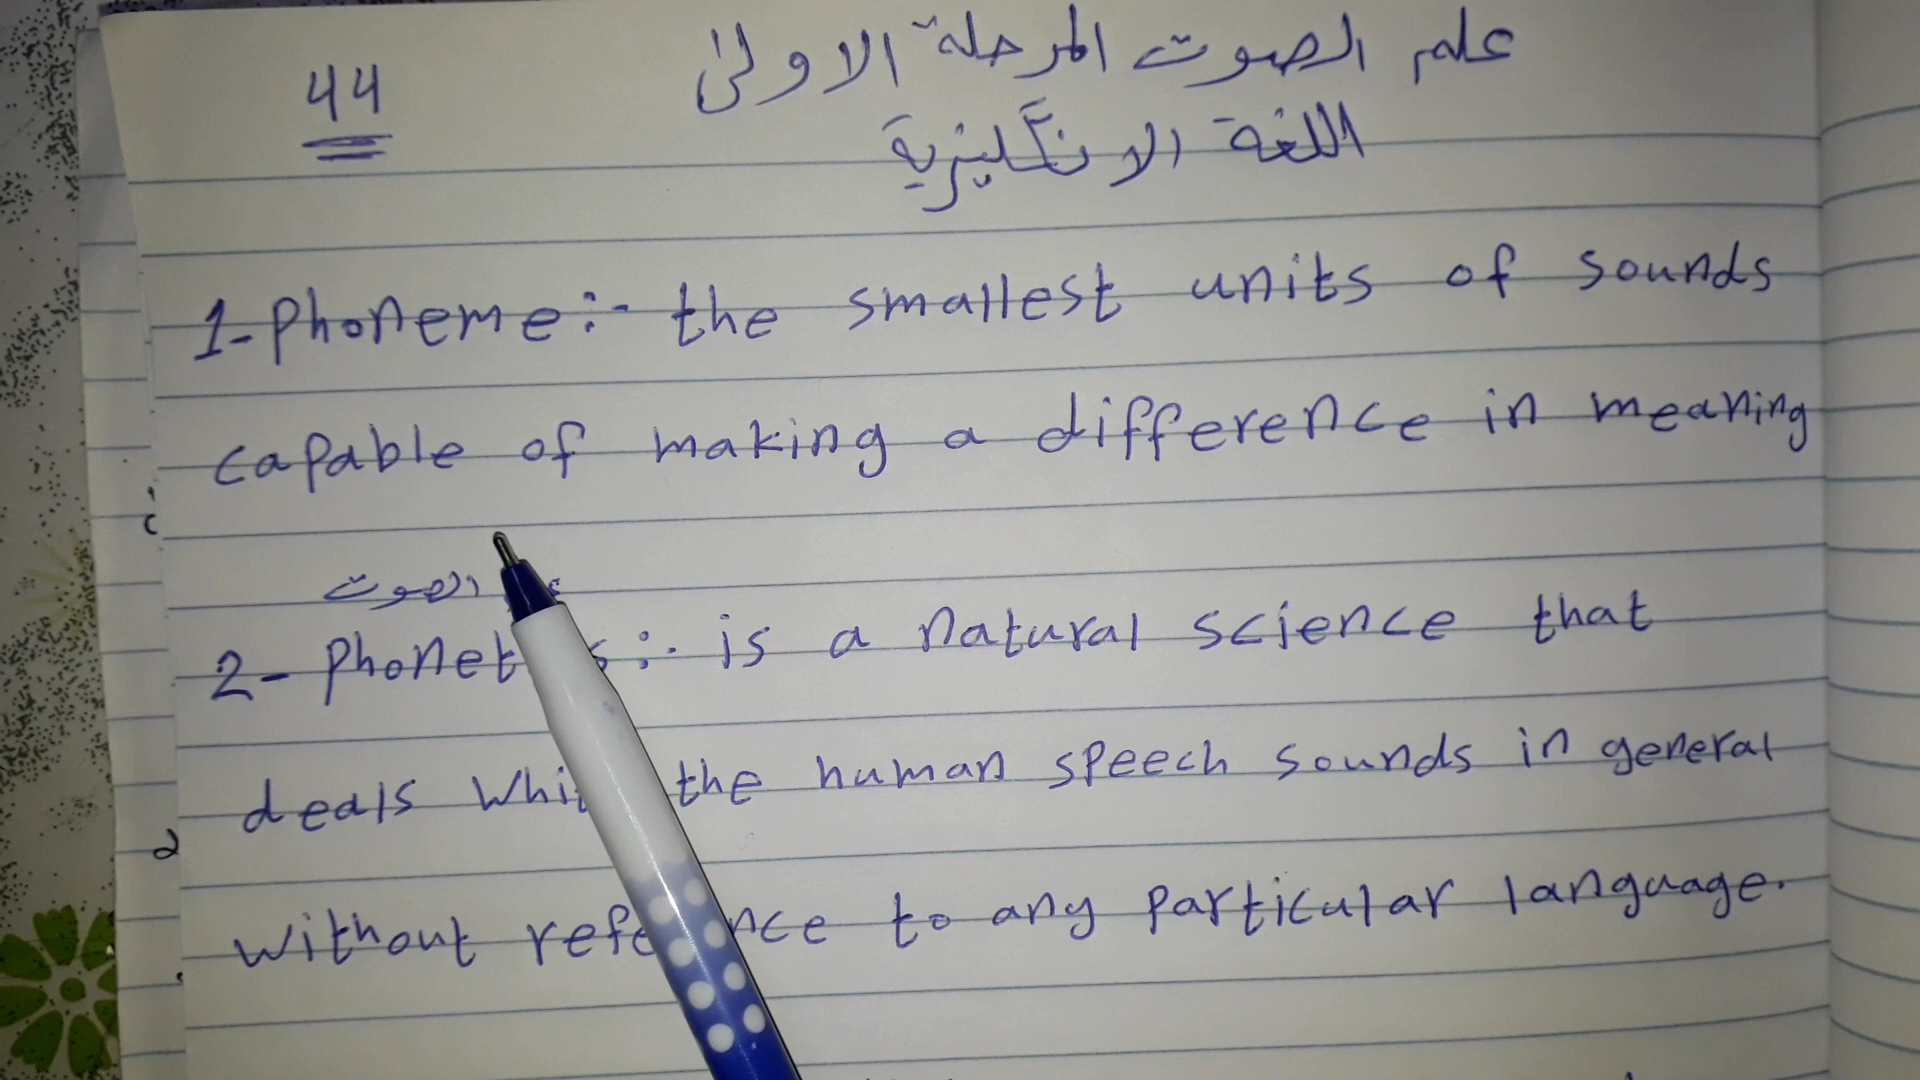 علم الصوت المرحلة الاولى
44
اللغة الانكليزية
1- Phoneme:- the smallest units of sounds
capable of making a difference in meaning
الصوت
2- Phonet s:- is a natural science that
deals Whi the human speech sounds in general
without refe nce to any particular language.